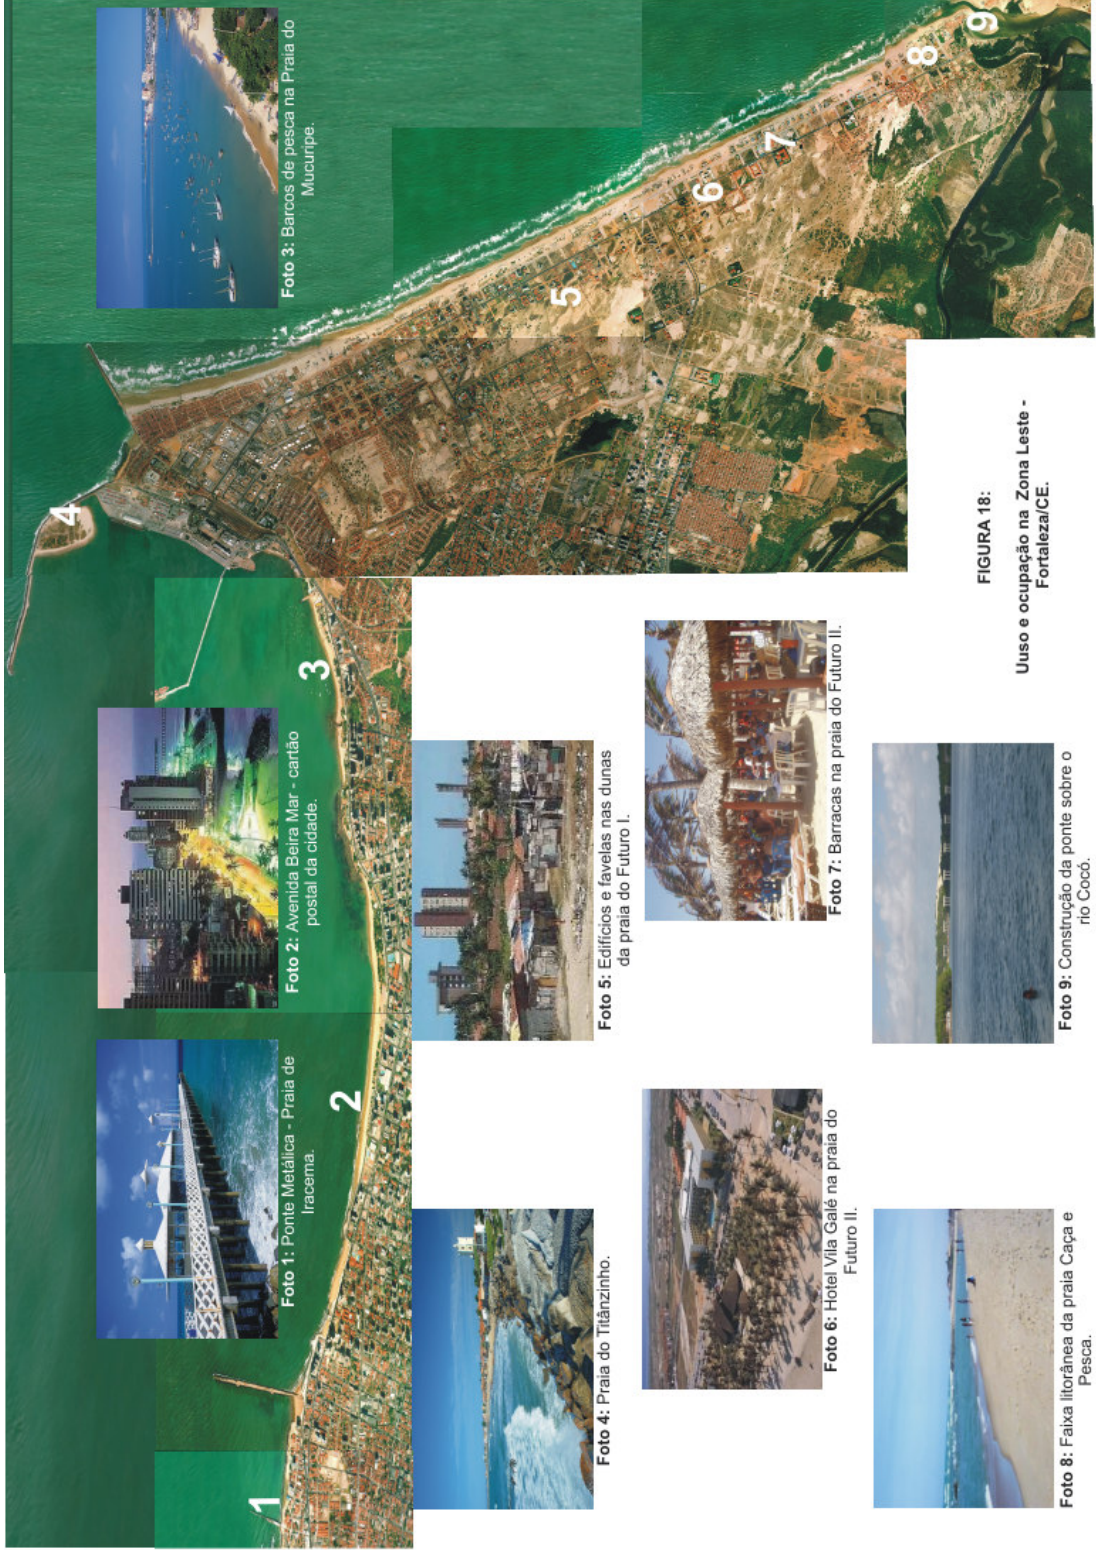 1
2
3
4
5
6
7
8
9
Foto 1: Ponte Metálica - Praia de
Iracema.
Foto 2: Avenida Beira Mar - cartão
postal da cidade.
Foto 3: Barcos de pesca na Praia do
Mucuripe.
Foto 4: Praia do Titânzinho.
Foto 5: Edifícios e favelas nas dunas
da praia do Futuro I.
Foto 6: Hotel Vila Galé na praia do
Futuro II.
Foto 7: Barracas na praia do Futuro II.
Foto 8: Faixa litorânea da praia Caça e
Pesca.
Foto 9: Construção da ponte sobre o
rio Cocó.
FIGURA 18:
Uuso e ocupação na Zona Leste -
Fortaleza/CE.